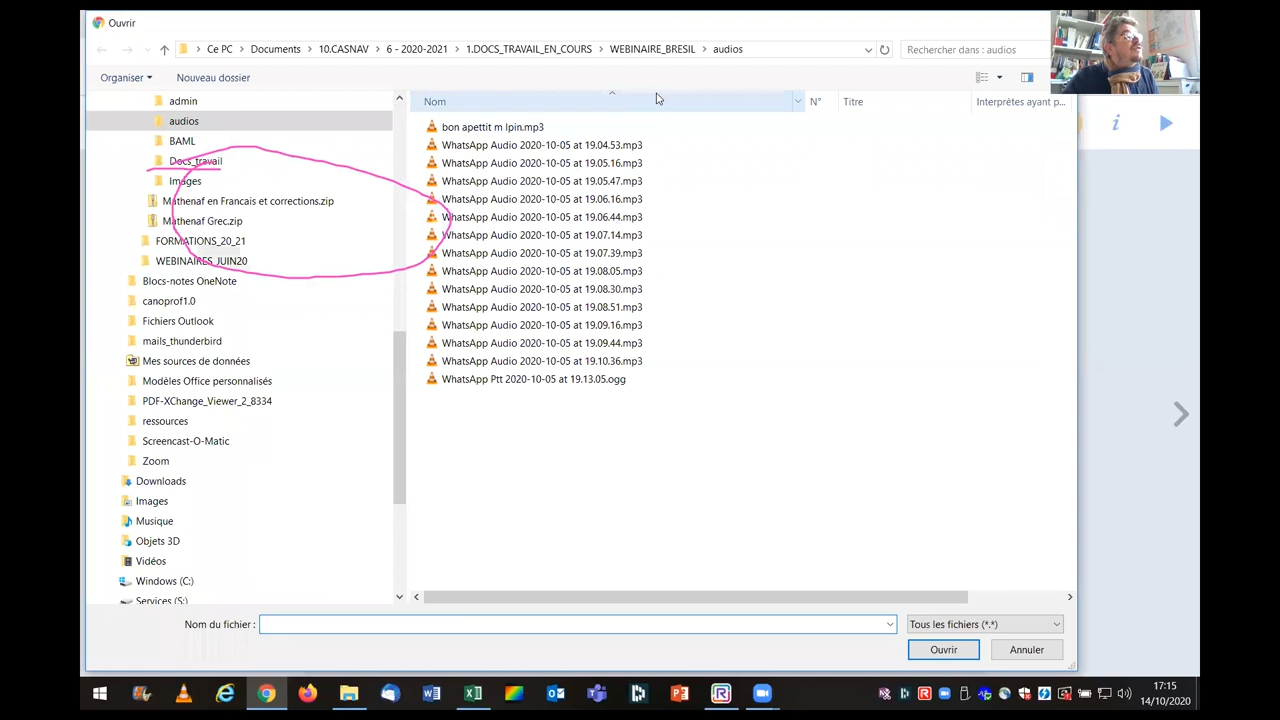 Ouvrir
Ce PC > Documents > 10.CASNAV > 6 - 2020-2021 > 1.DOCS_TRAVAIL_EN_COURS > WEBINAIRE_BRESIL > audios
Rechercher dans : audios
Organiser
Nouveau dossier
admin
audios
BAML
Docs_travail
Images
Mathenaf en Francais et corrections.zip
Mathenaf Grec.zip
FORMATIONS_20_21
WEBINAIRES_JUIN20
Blocs-notes OneNote
canoprof1.0
Fichiers Outlook
mails_thunderbird
Mes sources de données
Modèles Office personnalisés
PDF-XChange_Viewer_2_8334
ressources
Screencast-O-Matic
Zoom
Downloads
Images
Musique
Objets 3D
Vidéos
Windows (C:)
Services (S:)
Nom
N°
Titre
Interprètes ayant p...
bon apettit m lpin.mp3
WhatsApp Audio 2020-10-05 at 19.04.53.mp3
WhatsApp Audio 2020-10-05 at 19.05.16.mp3
WhatsApp Audio 2020-10-05 at 19.05.47.mp3
WhatsApp Audio 2020-10-05 at 19.06.16.mp3
WhatsApp Audio 2020-10-05 at 19.06.44.mp3
WhatsApp Audio 2020-10-05 at 19.07.14.mp3
WhatsApp Audio 2020-10-05 at 19.07.39.mp3
WhatsApp Audio 2020-10-05 at 19.08.05.mp3
WhatsApp Audio 2020-10-05 at 19.08.30.mp3
WhatsApp Audio 2020-10-05 at 19.08.51.mp3
WhatsApp Audio 2020-10-05 at 19.09.16.mp3
WhatsApp Audio 2020-10-05 at 19.09.44.mp3
WhatsApp Audio 2020-10-05 at 19.10.36.mp3
WhatsApp Ptt 2020-10-05 at 19.13.05.ogg
Nom du fichier :
Tous les fichiers (*.*)
Ouvrir
Annuler
17:15
14/10/2020